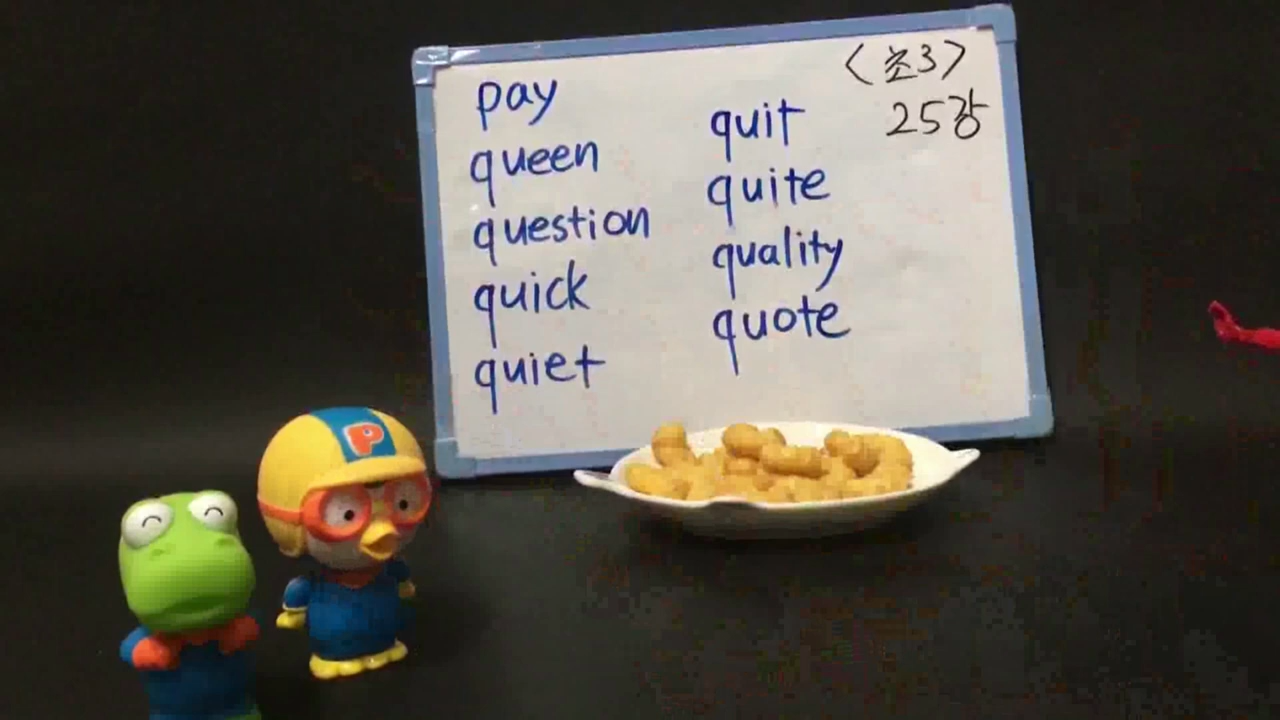 <초3>
25강
pay
queen
question
quick
quiet
quit
quite
quality
quote
P